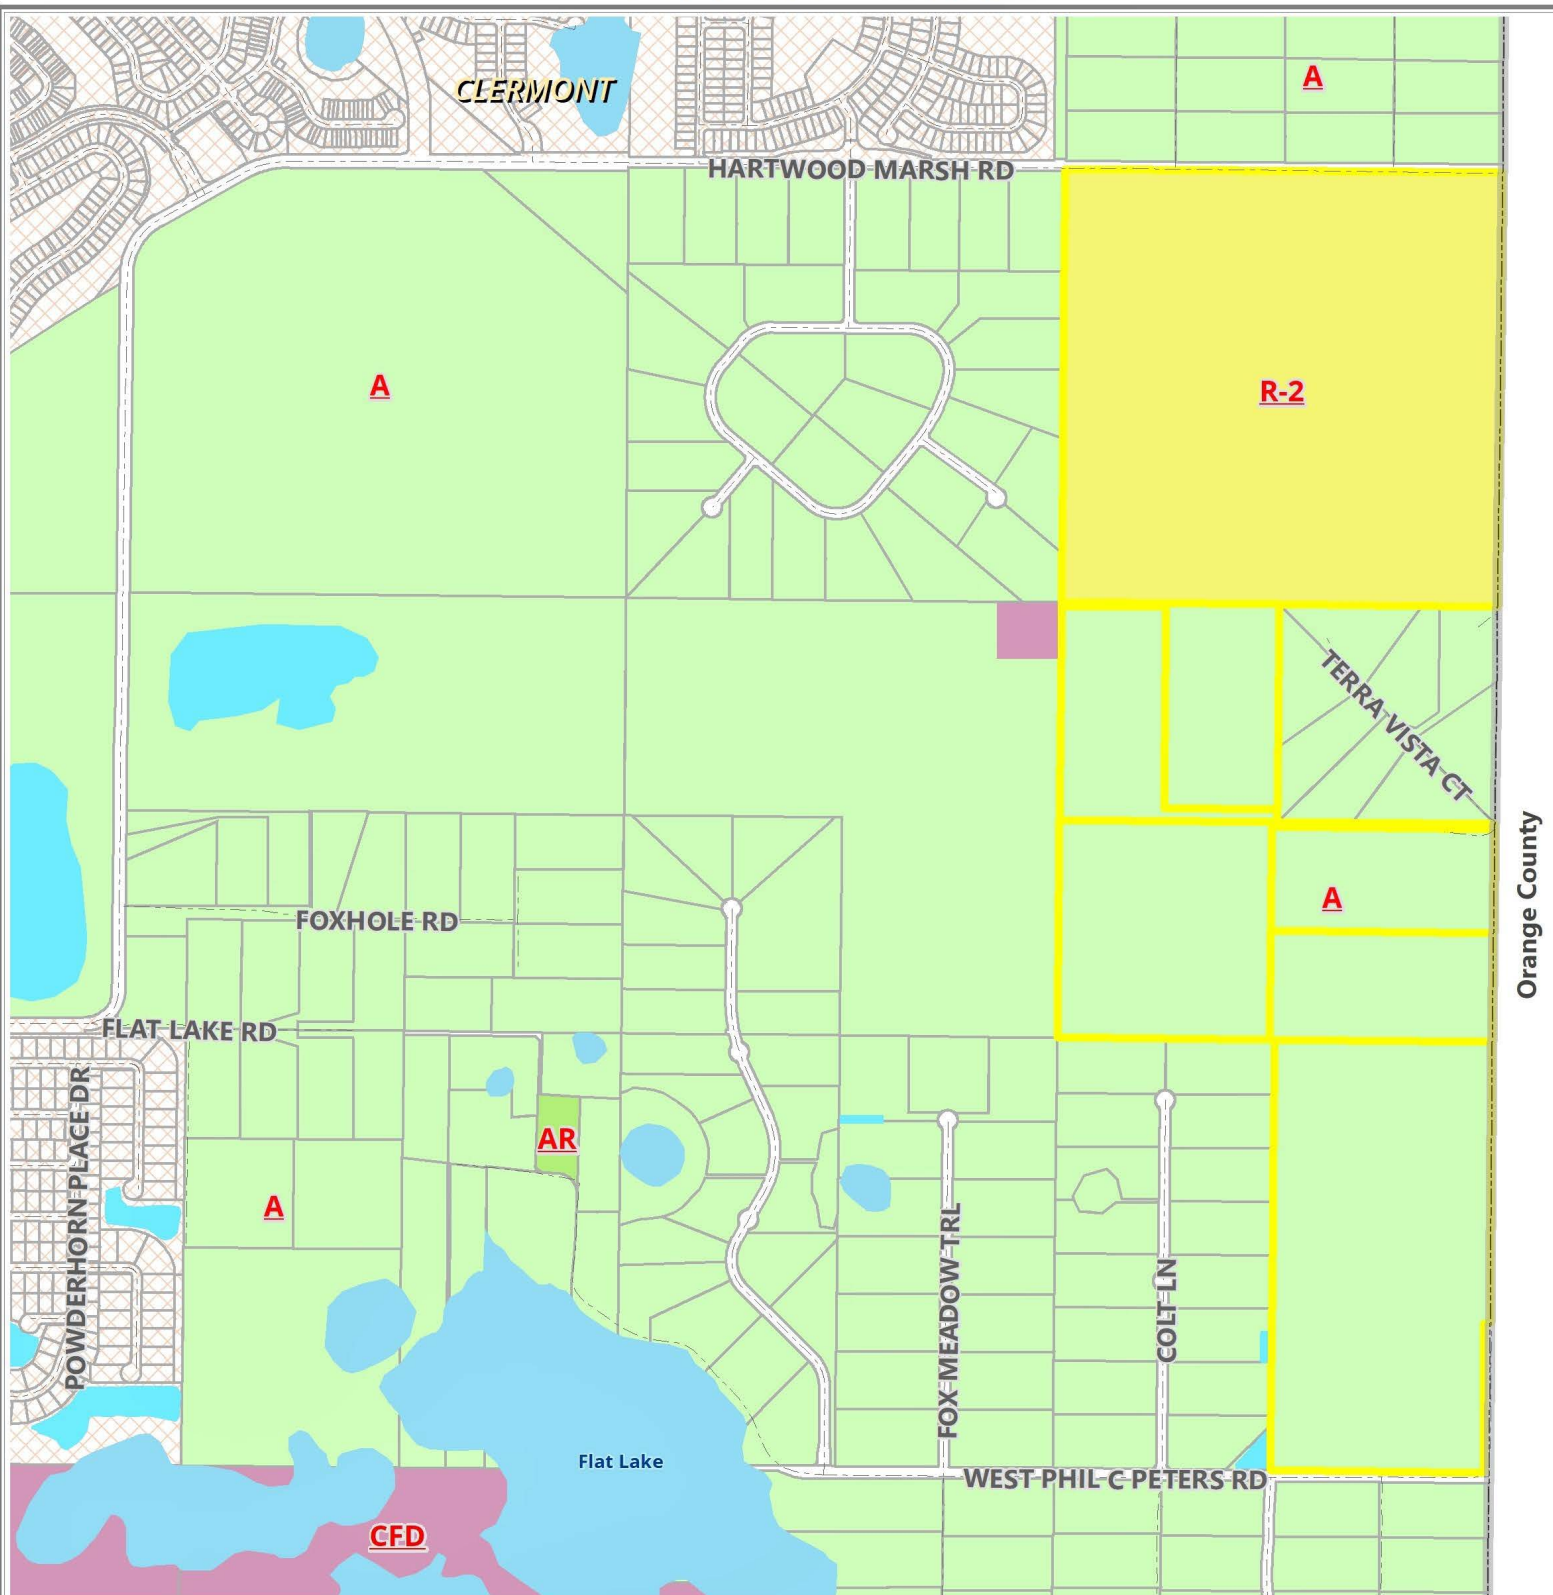 A
CLERMONT
HARTWOOD MARSH RD
A
R-2
TERRA VISTA CT
A
Orange County
FOXHOLE RD
FLAT LAKE RD
POWDERHORN PLACE DR
AR
A
FOX MEADOW TRL
COLT LN
Flat Lake
WEST PHIL C PETERS RD
CFD